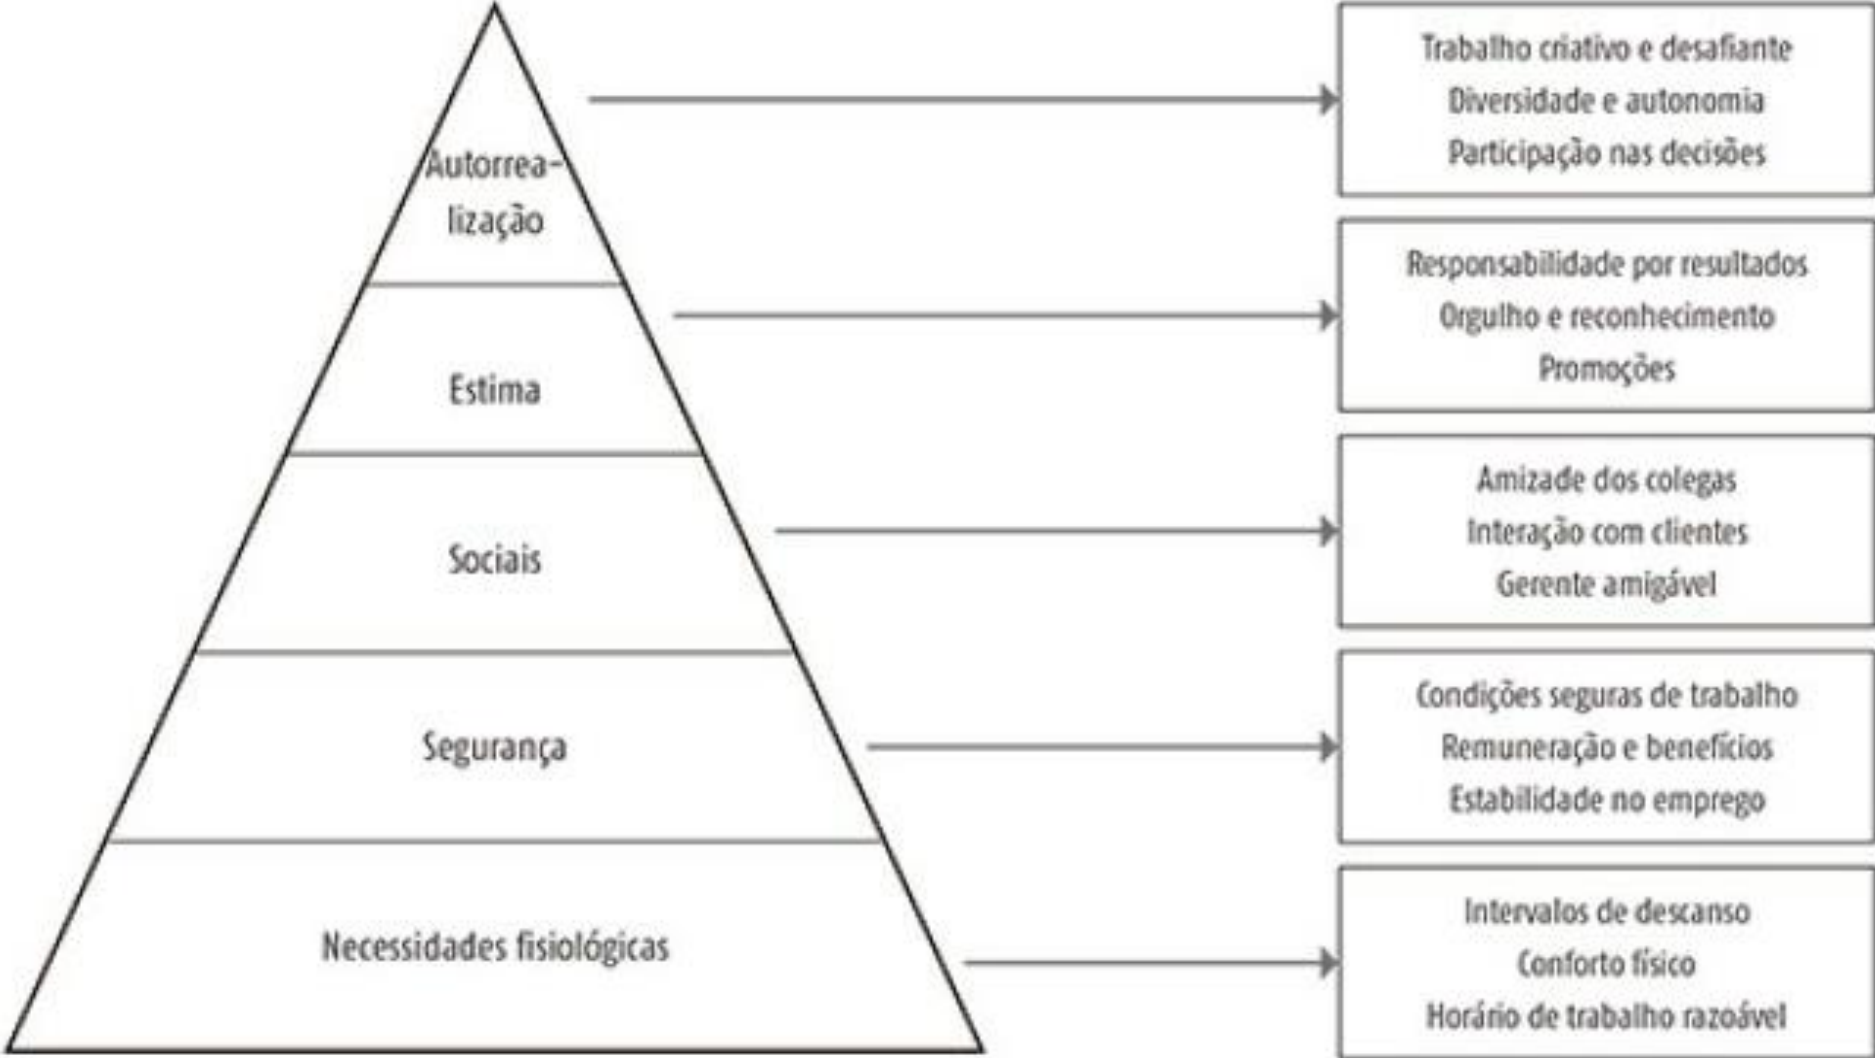 Autorrea-
lização
Trabalho criativo e desafiante
Diversidade e autonomia
Participação nas decisões
Estima
Responsabilidade por resultados
Orgulho e reconhecimento
Promoções
Sociais
Amizade dos colegas
Interação com clientes
Gerente amigável
Segurança
Condições seguras de trabalho
Remuneração e benefícios
Estabilidade no emprego
Necessidades fisiológicas
Intervalos de descanso
Conforto físico
Horário de trabalho razoável